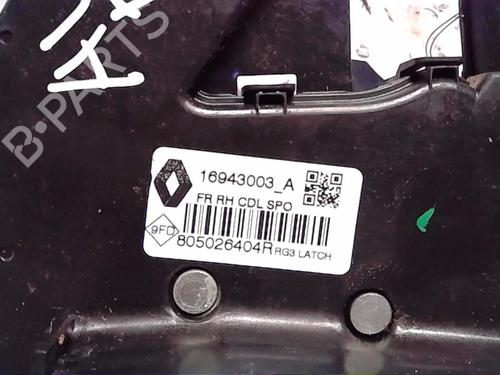 B-PARTS
16943003_A
FR RH CDL SPO
9FD
805026404R RG3 LATCH